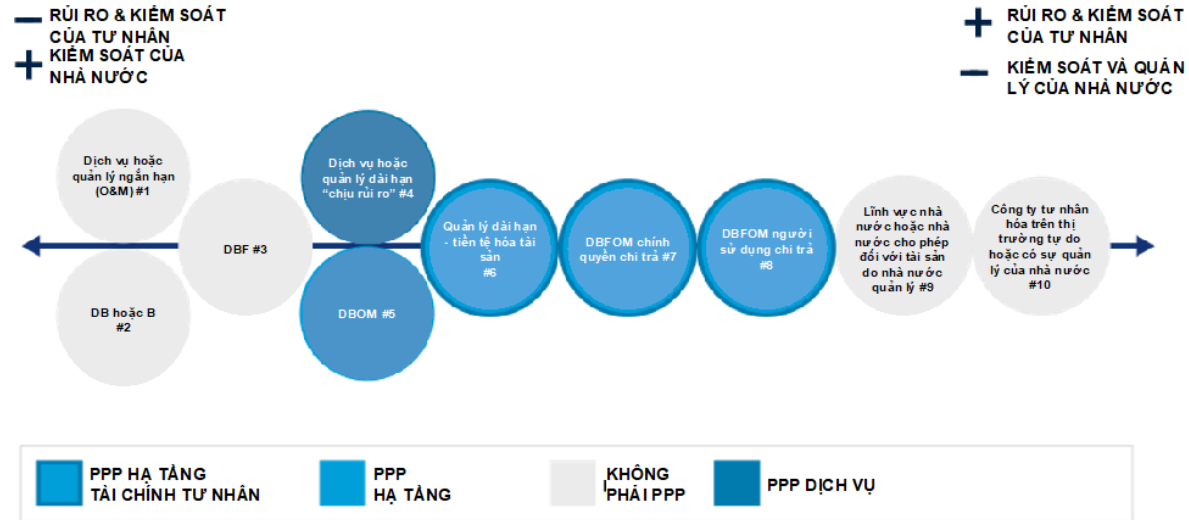 RỦI RO & KIỂM SOÁT
CỦA TƯ NHÂN
KIỂM SOÁT CỦA
NHÀ NƯỚC
RỦI RO & KIỂM SOÁT
CỦA TƯ NHÂN
KIỂM SOÁT VÀ QUẢN
LÝ CỦA NHÀ NƯỚC
Dịch vụ hoặc
quản lý ngắn hạn
(O&M) #1
DB hoặc B
#2
DBF #3
Dịch vụ hoặc
quản lý dài hạn
“chịu rủi ro” #4
DBOM #5
Quản lý dài hạn
- tiền tệ hóa tài
sản
#6
DBFOM chính
quyền chi trả #7
DBFOM người
sử dụng chi trả
#8
Lĩnh vực nhà
nước hoặc nhà
nước cho phép
đối với tài sản
do nhà nước
quản lý #9
Công ty tư nhân
hóa trên thị
trường tự do
hoặc có sự quản
lý của nhà nước
#10
PPP HẠ TẦNG
TÀI CHÍNH TƯ NHÂN
PPP
HẠ TẦNG
KHÔNG
PHẢI PPP
PPP DỊCH VỤ